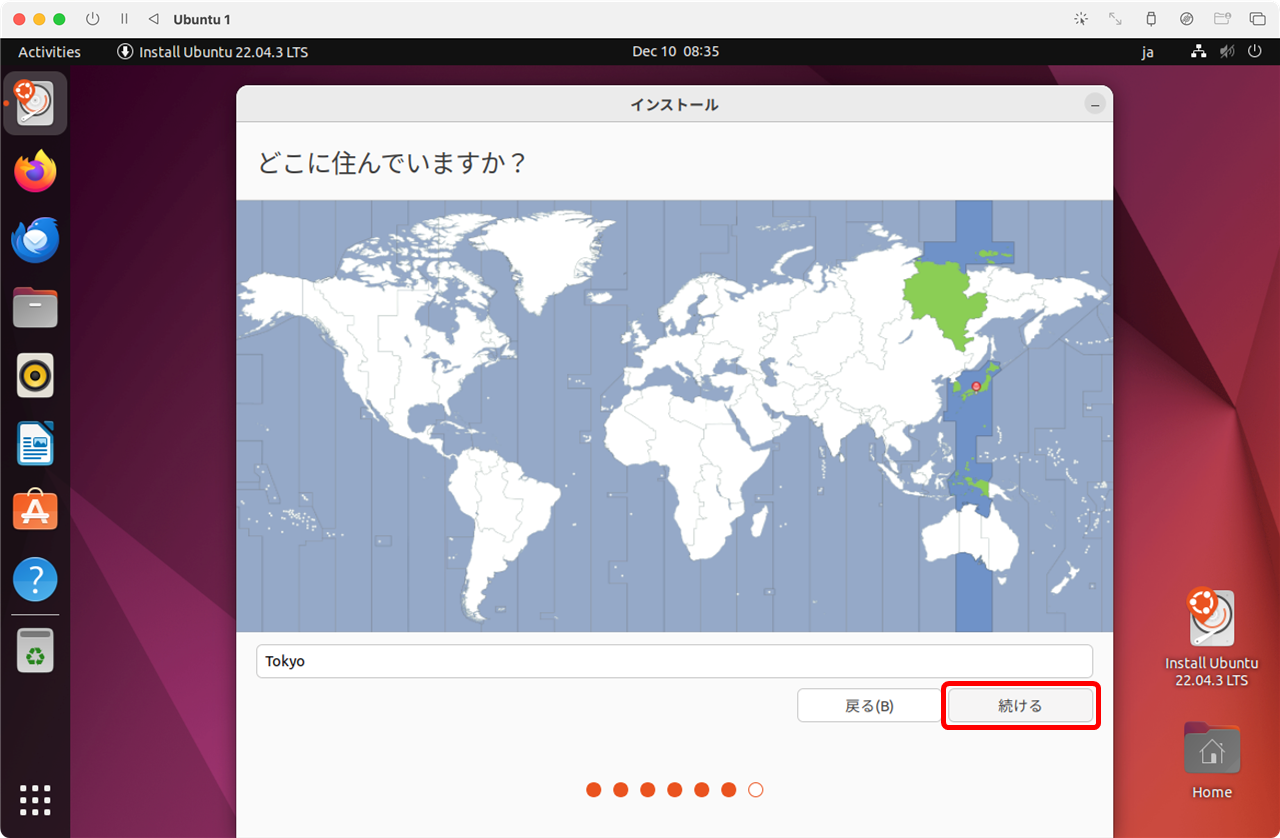 Ubuntu 1
Activities
Install Ubuntu 22.04.3 LTS
Dec 10 08:35
ja
インストール
どこに住んでいますか？
Tokyo
戻る(B)
続ける
Install Ubuntu
22.04.3 LTS
Home